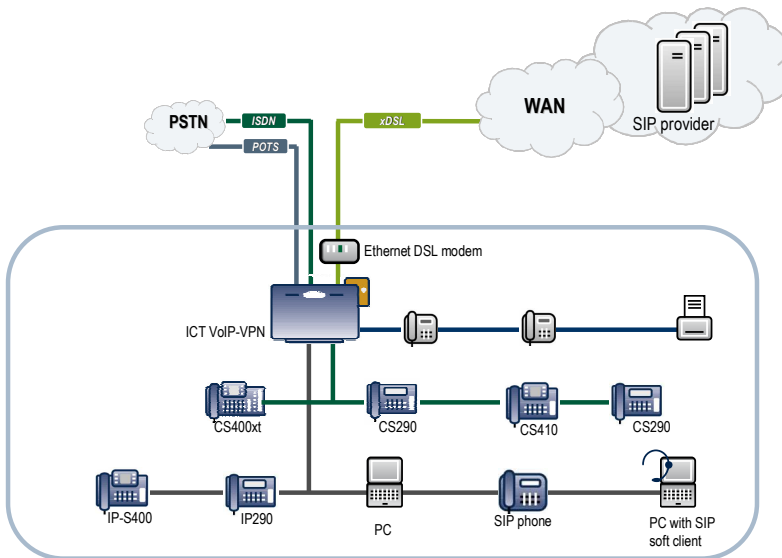 WAN
SIP provider
PSTN
ISDN
xDSL
POTS
Ethernet DSL modem
ICT VoIP-VPN
CS400xt
CS290
CS410
CS290
IP-S400
IP290
PC
SIP phone
PC with SIP
soft client